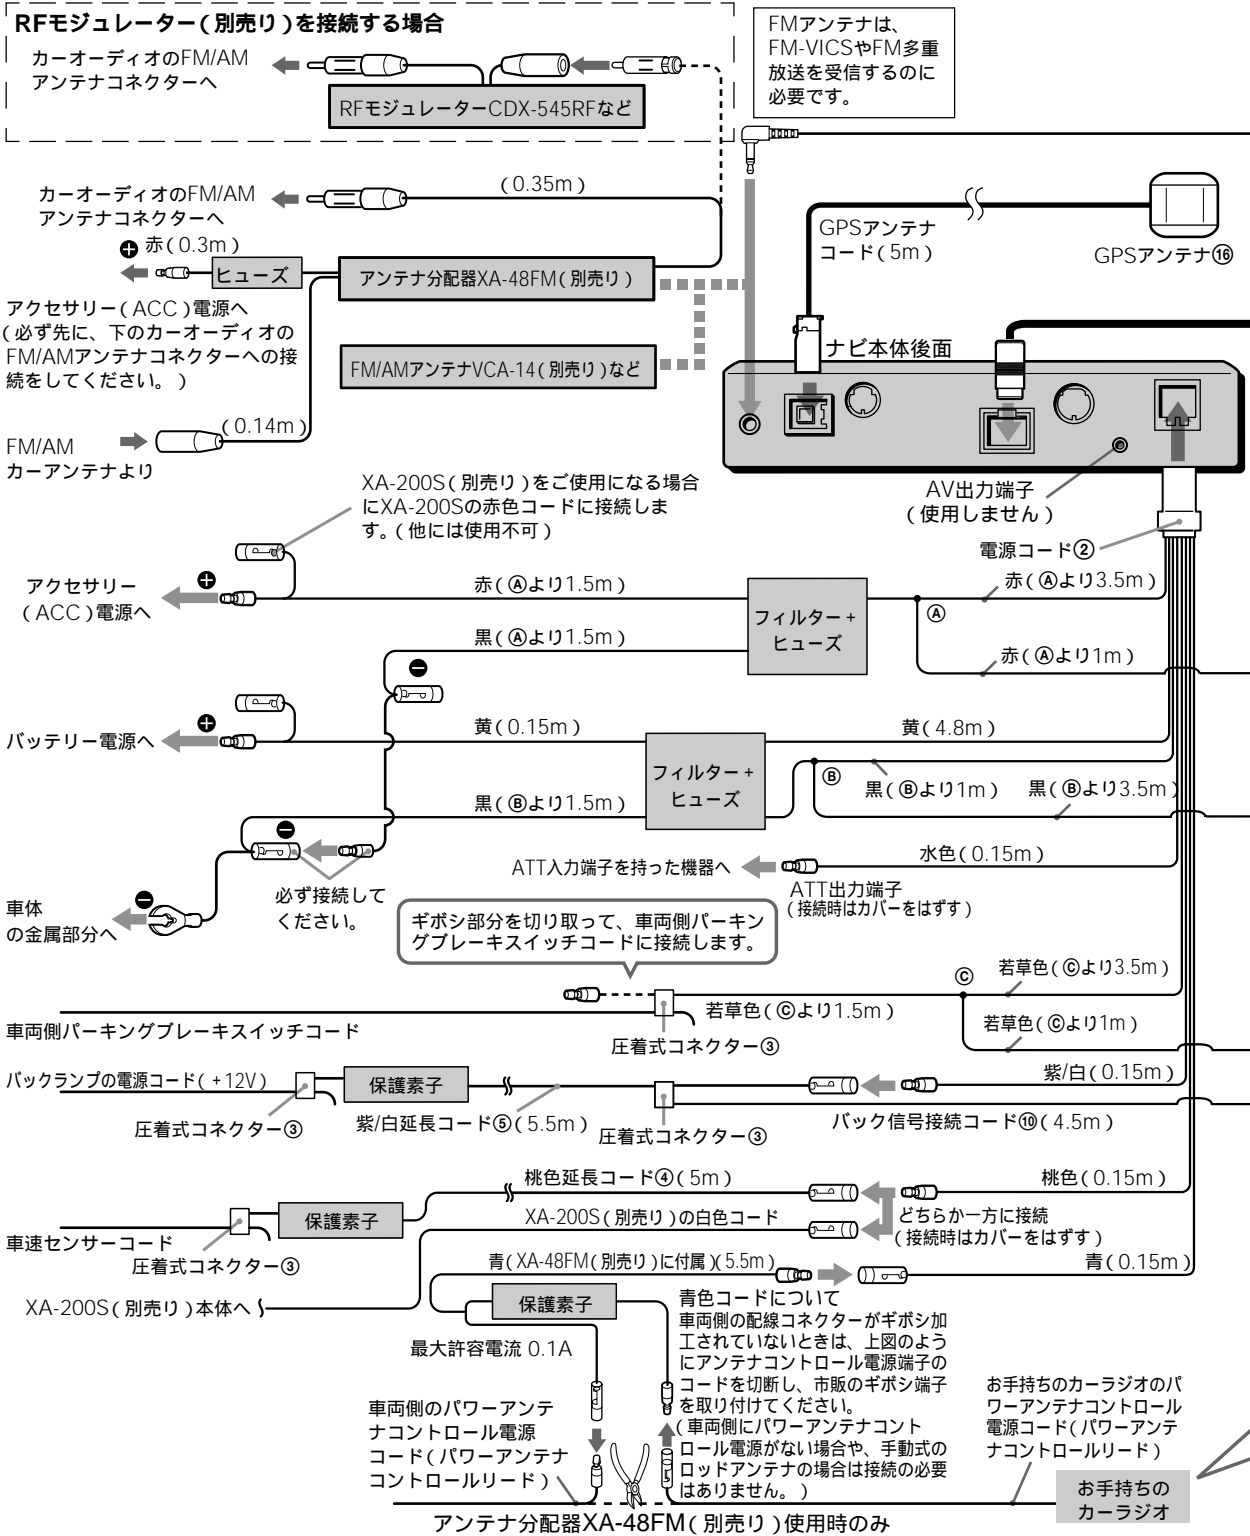 RFモジュレーター(別売り)を接続する場合
カーオーディオのFM/AM
アンテナコネクターへ
RFモジュレーターCDX-545RFなど
FMアンテナは、
FM-VICSやFM多重
放送を受信するのに
必要です。
カーオーディオのFM/AM
アンテナコネクターへ
(0.35m)
GPSアンテナ
コード(5m)
GPSアンテナ⑯
赤(0.3m)
ヒューズ
アンテナ分配器XA-48FM(別売り)
アクセサリー(ACC)電源へ
(必ず先に、下のカーオーディオの
FM/AMアンテナコネクターへの接
続をしてください。)
FM/AMアンテナVCA-14(別売り)など
ナビ本体後面
(0.14m)
FM/AM
カーアンテナより
XA-200S(別売り)をご使用になる場合
にXA-200Sの赤色コードに接続しま
す。(他には使用不可)
AV出力端子
(使用しません)
電源コード②
アクセサリー
(ACC)電源へ
赤(Ⓐより1.5m)
フィルター+
ヒューズ
赤(Ⓐより3.5m)
Ⓐ
黒(Ⓐより1.5m)
赤(Ⓐより1m)
バッテリー電源へ
黄(0.15m)
黄(4.8m)
フィルター+
ヒューズ
Ⓑ
黒(Ⓑより1.5m)
黒(Ⓑより1m)
黒(Ⓑより3.5m)
水色(0.15m)
ATT入力端子を持った機器へ
ATT出力端子
(接続時はカバーをはずす)
必ず接続して
ください。
車体
の金属部分へ
ギボシ部分を切り取って、車両側パーキン
グブレーキスイッチコードに接続します。
Ⓒ
若草色(Ⓒより3.5m)
若草色(Ⓒより1.5m)
若草色(Ⓒより1m)
車両側パーキングブレーキスイッチコード
圧着式コネクター③
バックランプの電源コード(+12V)
保護素子
紫/白(0.15m)
圧着式コネクター③
紫/白延長コード⑤(5.5m)
圧着式コネクター③
バック信号接続コード⑩(4.5m)
桃色延長コード④(5m)
桃色(0.15m)
保護素子
XA-200S(別売り)の白色コード
どちらか一方に接続
(接続時はカバーをはずす)
車速センサーコード
圧着式コネクター③
青(XA-48FM(別売り)に付属)(5.5m)
青(0.15m)
XA-200S(別売り)本体へ
保護素子
最大許容電流 0.1A
青色コードについて
車両側の配線コネクターがギボシ加
工されていないときは、上図のよう
にアンテナコントロール電源端子の
コードを切断し、市販のギボシ端子
を取り付けてください。
(車両側にパワーアンテナコント
ロール電源がない場合や、手動式の
ロッドアンテナの場合は接続の必要
はありません。)
車両側のパワーアンテ
ナコントロール電源
コード(パワーアンテナ
コントロールリード)
お手持ちのカーラジオのパ
ワーアンテナコントロール
電源コード(パワーアンテ
ナコントロールリード)
お手持ちの
カーラジオ
アンテナ分配器XA-48FM(別売り)使用時のみ